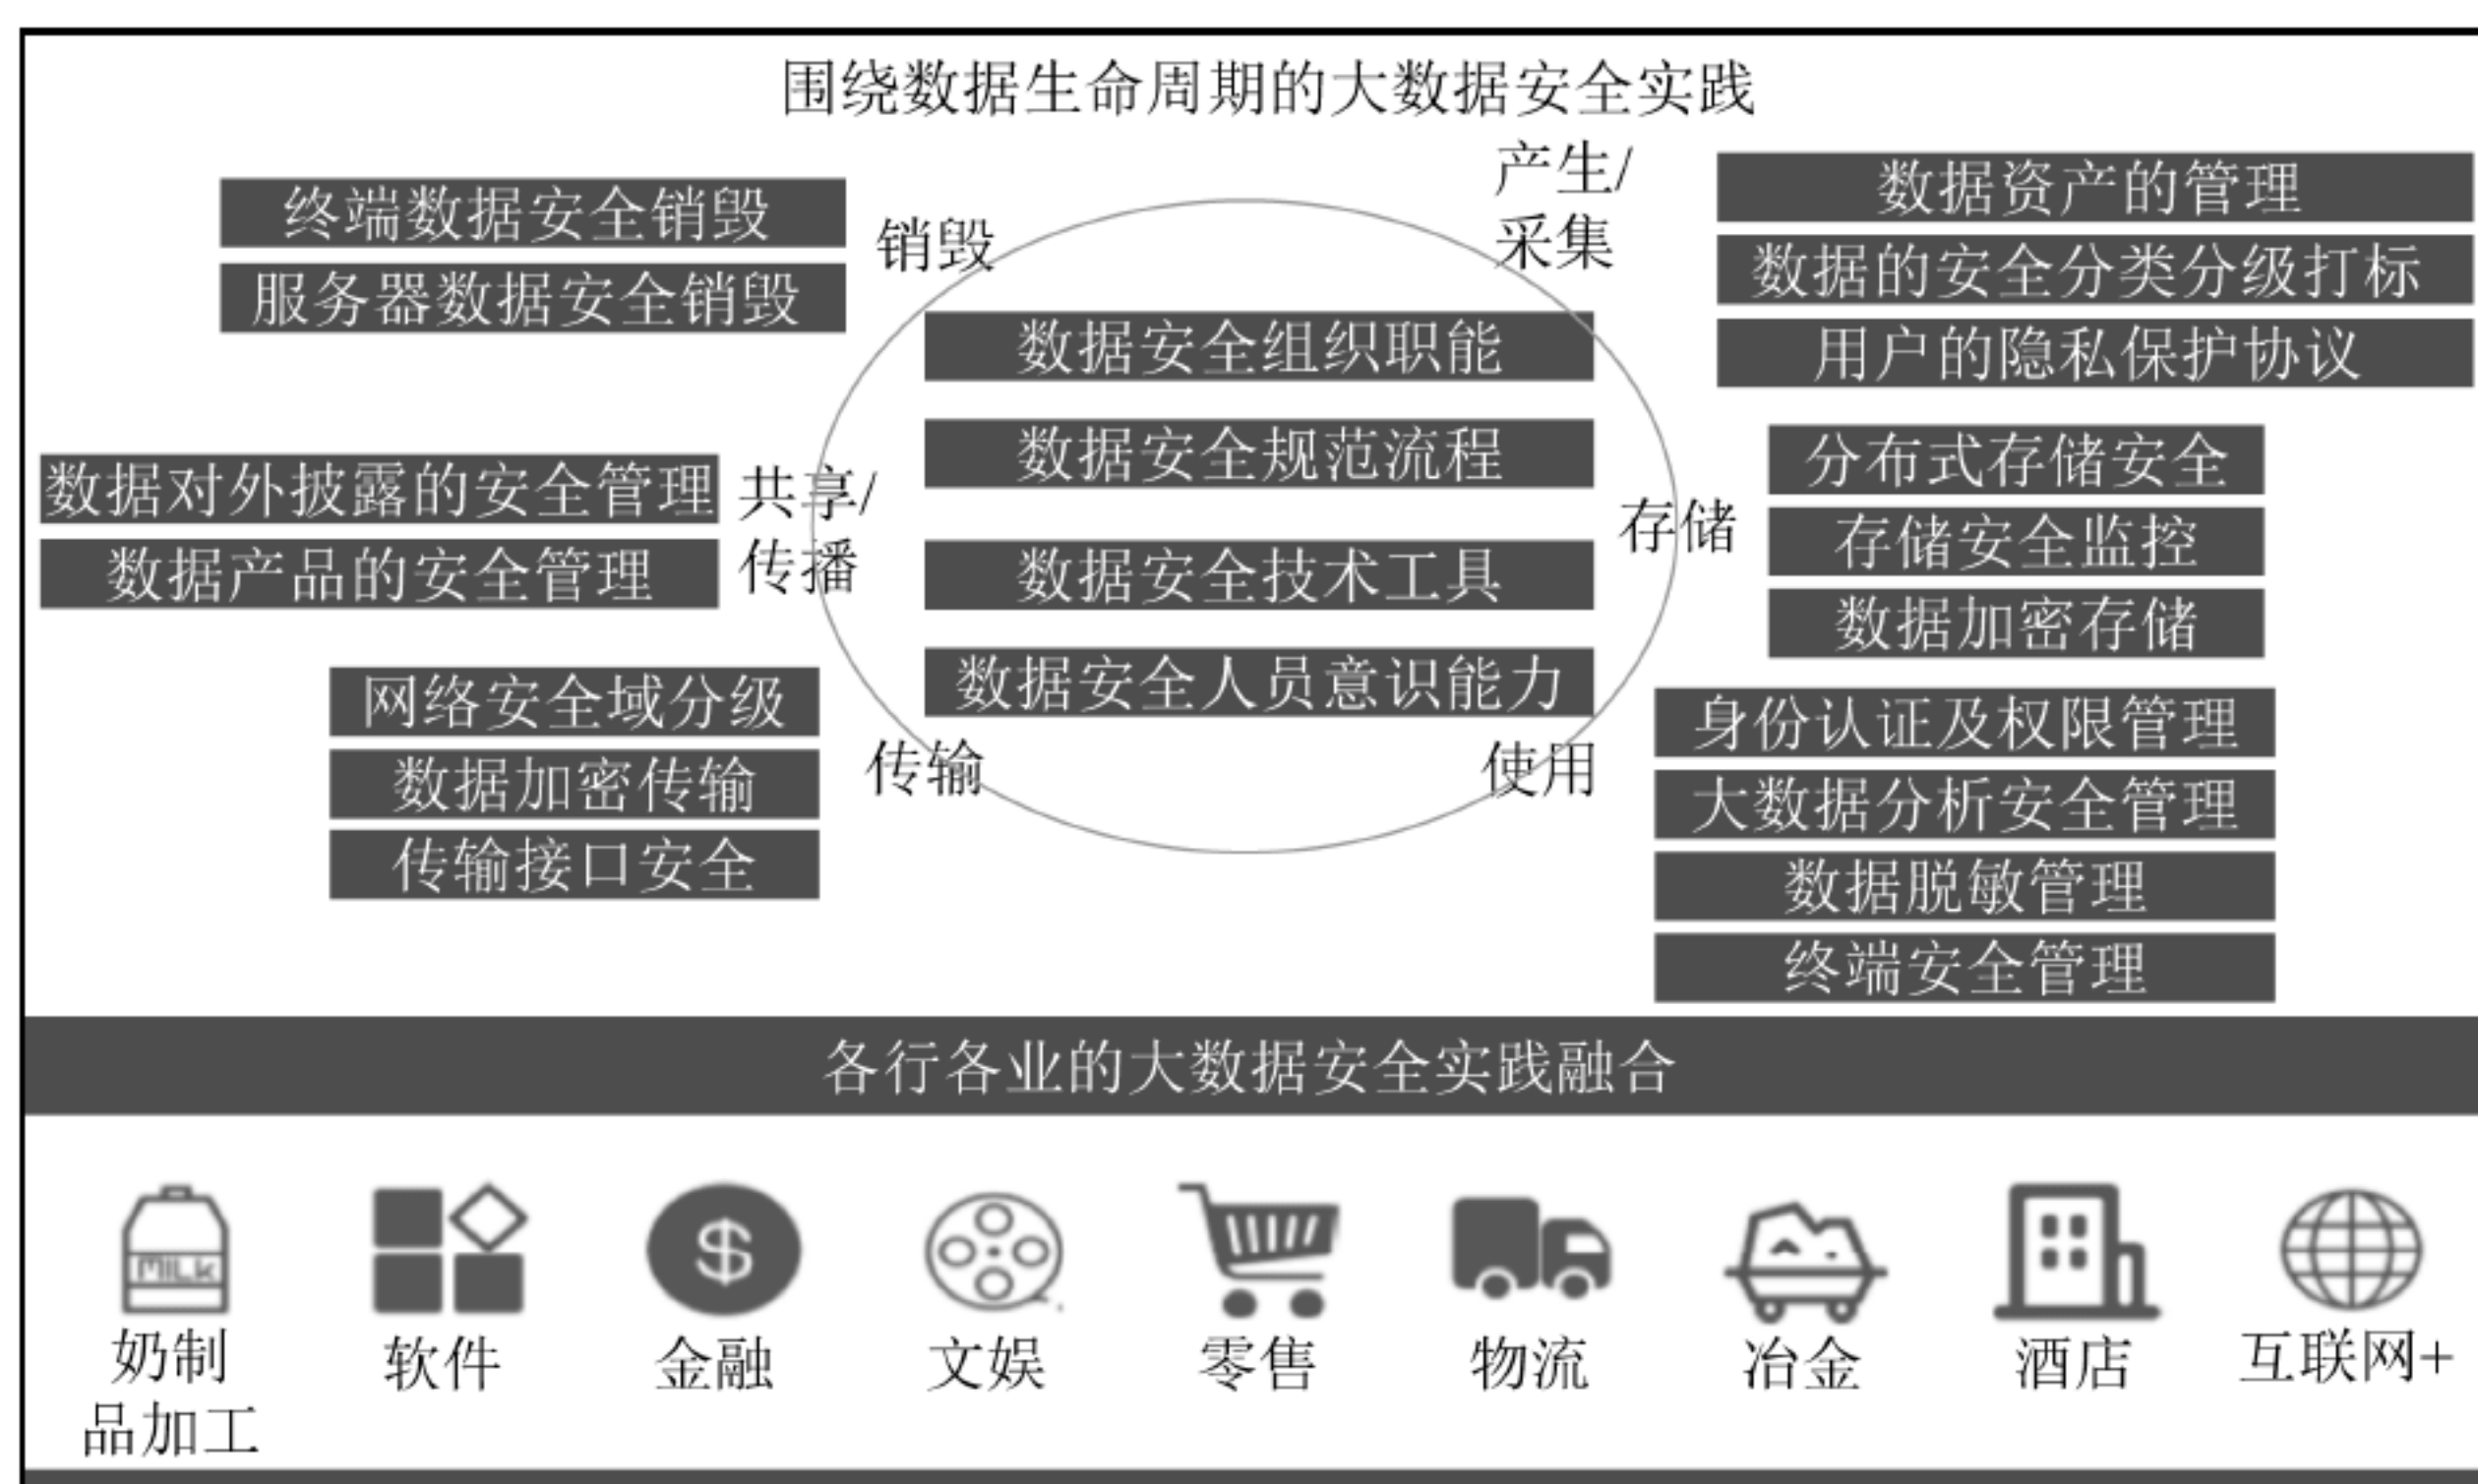 围绕数据生命周期的大数据安全实践
终端数据安全销毁
服务器数据安全销毁
销毁
产生/
采集
数据资产的管理
数据的安全分类分级打标
用户的隐私保护协议
数据安全组织职能
数据安全规范流程
数据安全技术工具
数据安全人员意识能力
数据对外披露的安全管理
数据产品的安全管理
共享/
传播
存储
分布式存储安全
存储安全监控
数据加密存储
网络安全域分级
数据加密传输
传输接口安全
传输
使用
身份认证及权限管理
大数据分析安全管理
数据脱敏管理
终端安全管理
各行各业的大数据安全实践融合
MILK
$
奶制
品加工
软件
金融
文娱
零售
物流
冶金
酒店
互联网+